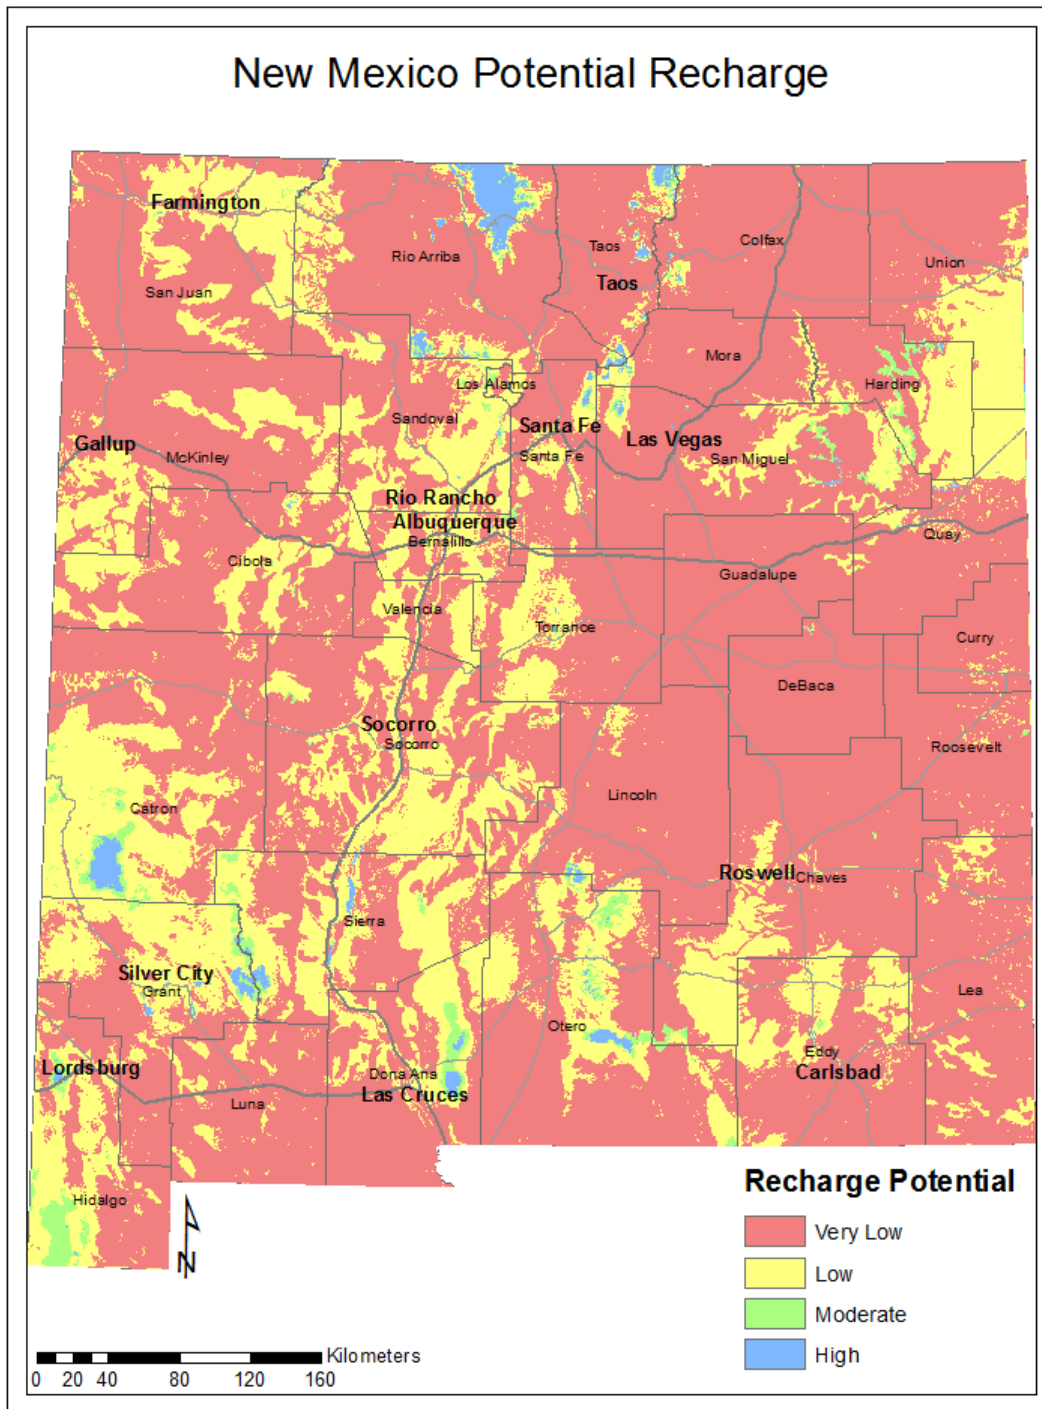 New Mexico Potential Recharge
Farmington
Rio Arriba
Taos
Colfax
Union
San Juan
Taos
Mora
Harding
Los Alamos
Sandoval
Santa Fe
Las Vegas
Gallup
McKinley
Santa Fe
San Miguel
Rio Rancho
Albuquerque
Bernalillo
Quay
Cibola
Guadalupe
Valencia
Torrance
Curry
DeBaca
Socorro
Socorro
Roosevelt
Catron
Lincoln
Roswell
Chaves
Sierra
Silver City
Grant
Lea
Otero
Eddy
Lordsburg
Dona Ana
Carlsbad
Las Cruces
Luna
Hidalgo
N
Recharge Potential
Very Low
Low
Moderate
High
Kilometers
0 20 40 80 120 160